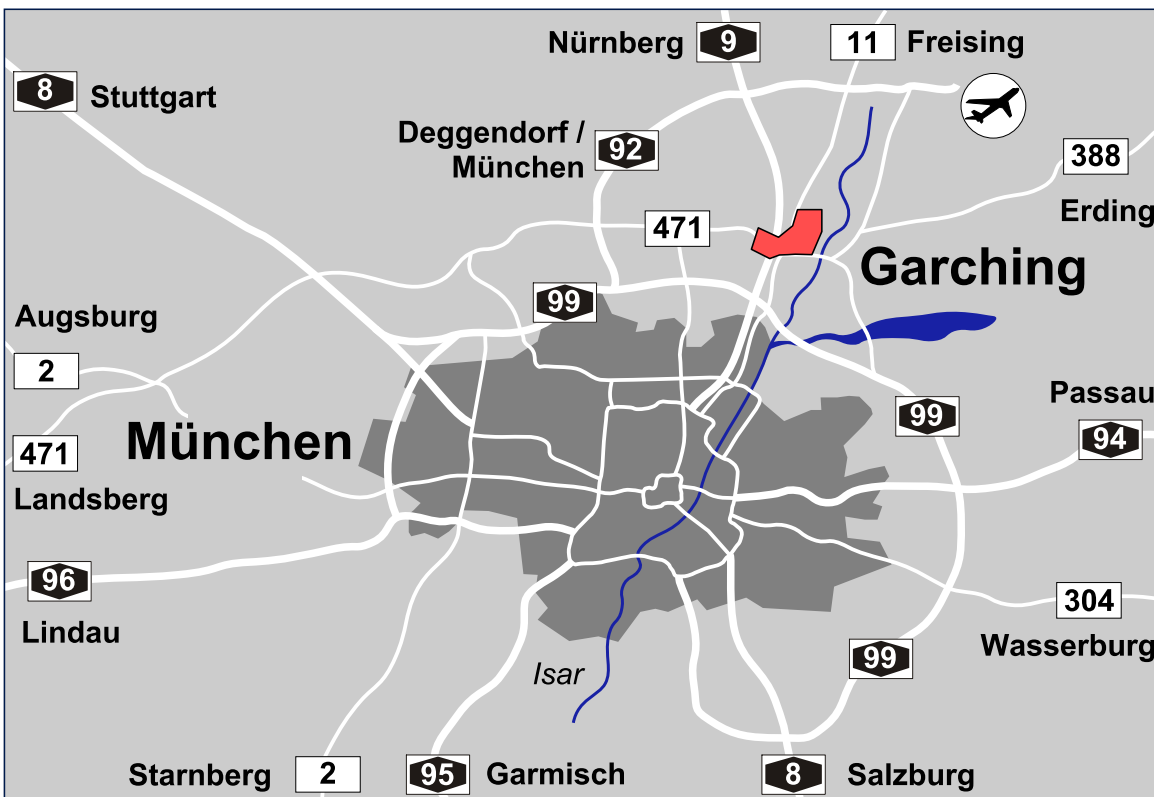 Nürnberg
9
11
Freising
8
Stuttgart
Deggendorf /
München
92
388
Erding
471
Garching
99
Augsburg
2
Passau
99
94
München
471
Landsberg
96
Lindau
304
Wasserburg
99
Isar
Starnberg
2
95
Garmisch
8
Salzburg